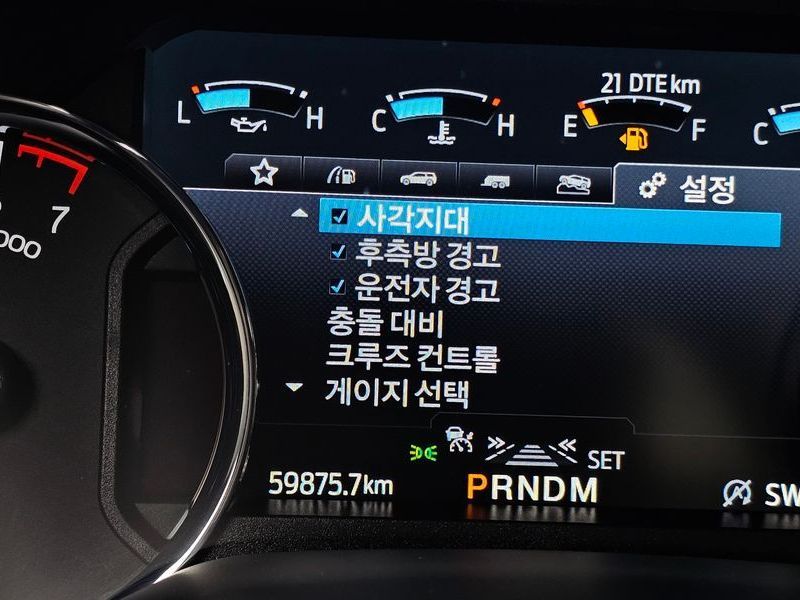 21 DTE km
L H
C H
E F
C
설정
7
000
사각지대
후측방 경고
운전자 경고
충돌 대비
크루즈 컨트롤
게이지 선택
SET
59875.7km
PRNDM
SW